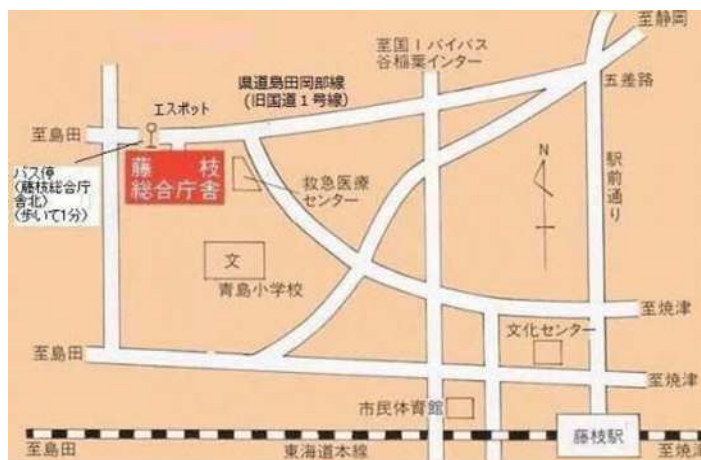 至静岡
至国1バイパス
谷稲葉インター
県道島田岡部線
(旧国道1号線)
五差路
エスポット
至島田
バス停
(藤枝総合庁
舎北)
(歩いて1分)
藤 枝
総合庁舎
救急医療
センター
N
駅前通り
文
青島小学校
至焼津
文化センター
至島田
至焼津
市民体育館
藤枝駅
至島田
東海道本線
至焼津